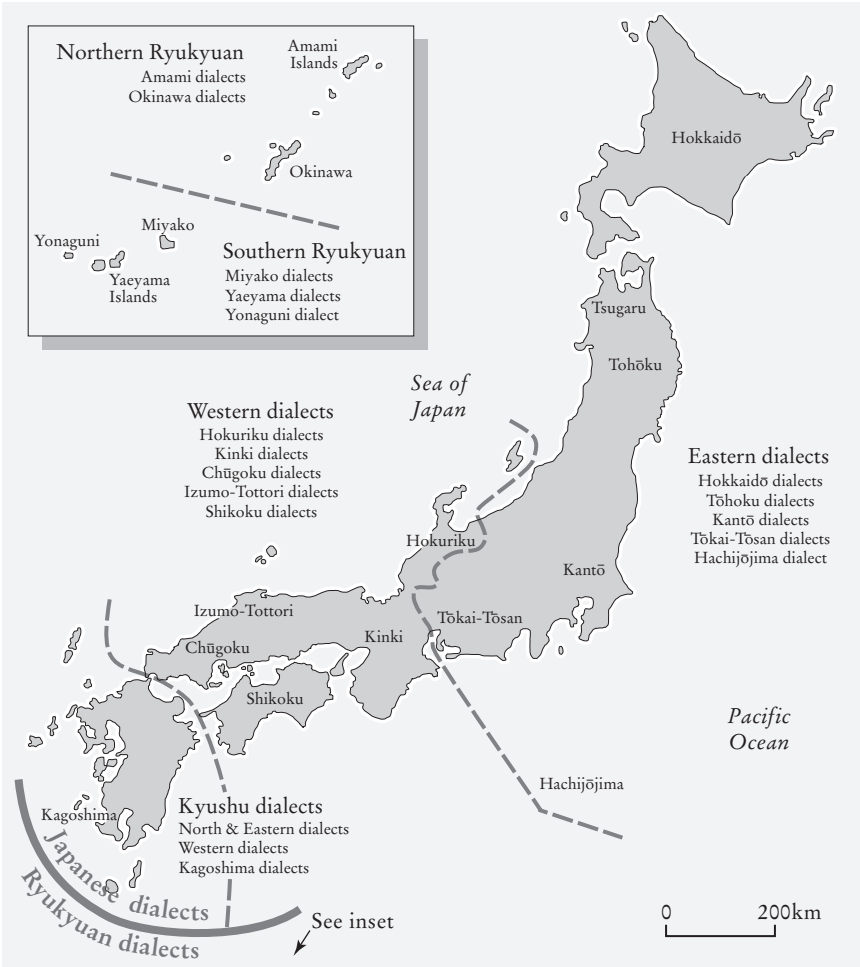 Northern Ryukyuan
Amami dialects
Okinawa dialects
Amami
Islands
Okinawa
Miyako
Yonaguni
Yaeyama
Islands
Southern Ryukyuan
Miyako dialects
Yaeyama dialects
Yonaguni dialect
Hokkaidō
Tsugaru
Tohōku
Sea of
Japan
Western dialects
Hokuriku dialects
Kinki dialects
Chūgoku dialects
Izumo-Tottori dialects
Shikoku dialects
Eastern dialects
Hokkaidō dialects
Tōhoku dialects
Kantō dialects
Tōkai-Tōsan dialects
Hachijōjima dialect
Hokuriku
Kantō
Izumo-Tottori
Tōkai-Tōsan
Kinki
Chūgoku
Shikoku
Pacific
Ocean
Hachijōjima
Kagoshima
Kyushu dialects
North & Eastern dialects
Western dialects
Kagoshima dialects
Japanese dialects
Ryukyuan dialects
See inset
0 200km